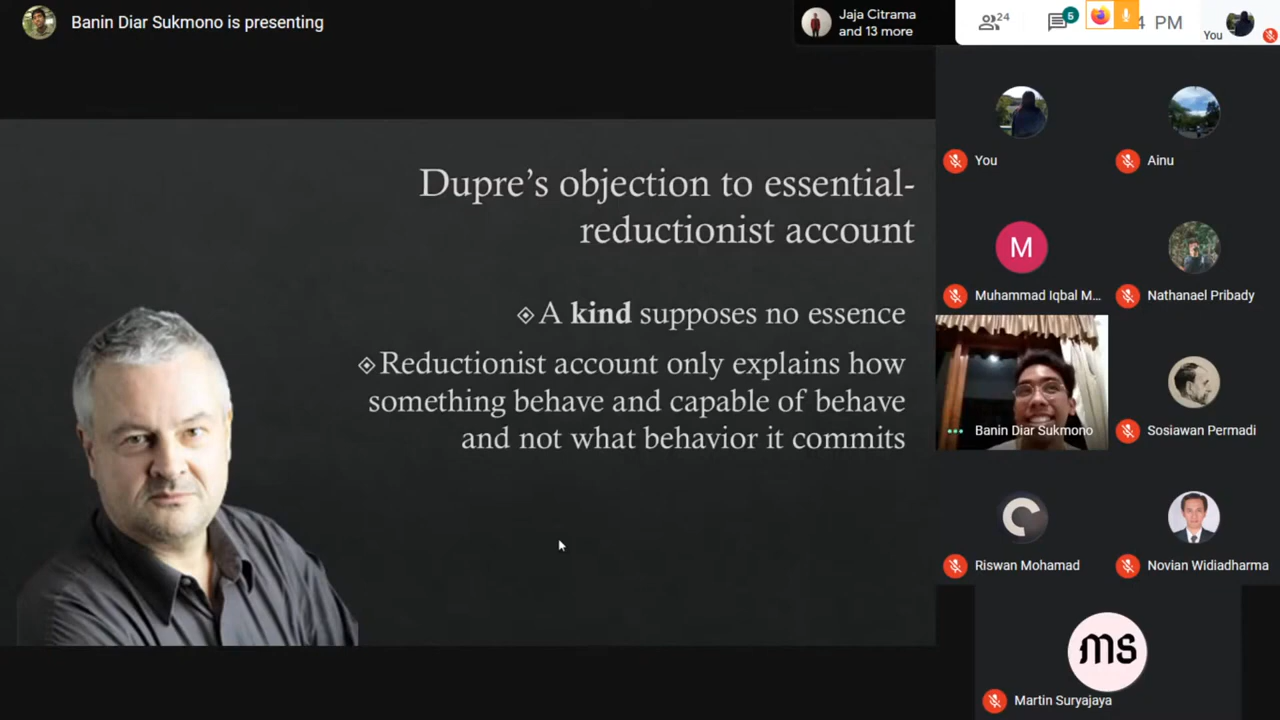 Banin Diar Sukmono is presenting
Jaja Citrama
and 13 more
24
5
4 PM
You
Dupre's objection to essential-
reductionist account
A kind supposes no essence
Reductionist account only explains how
something behave and capable of behave
and not what behavior it commits
You
Ainu
M
Muhammad Iqbal M...
Nathanael Pribady
Banin Diar Sukmono
Sosiawan Permadi
Riswan Mohamad
Novian Widiadharma
ms
Martin Suryajaya